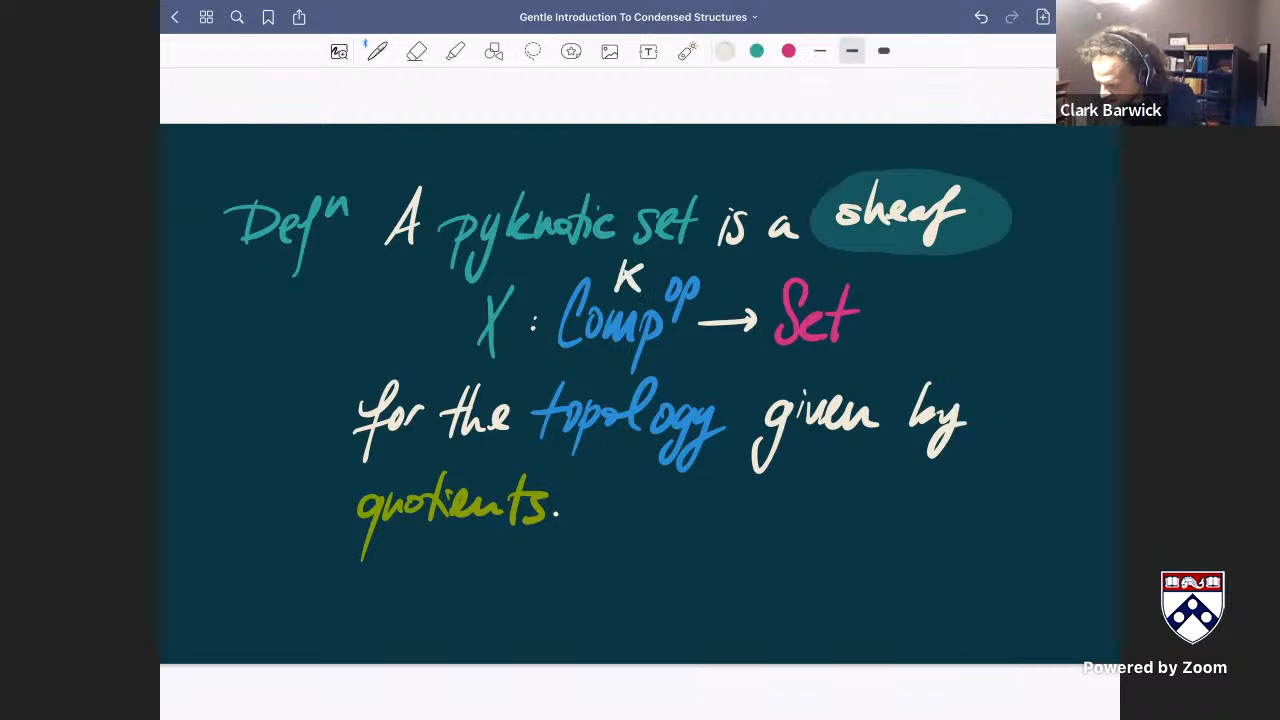 Gentle Introduction To Condensed Structures
Clark Barwick
Defⁿ A pyknotic set is a sheaf
K
X : Comp^op → Set
for the topology given by
quotients.
Powered by Zoom